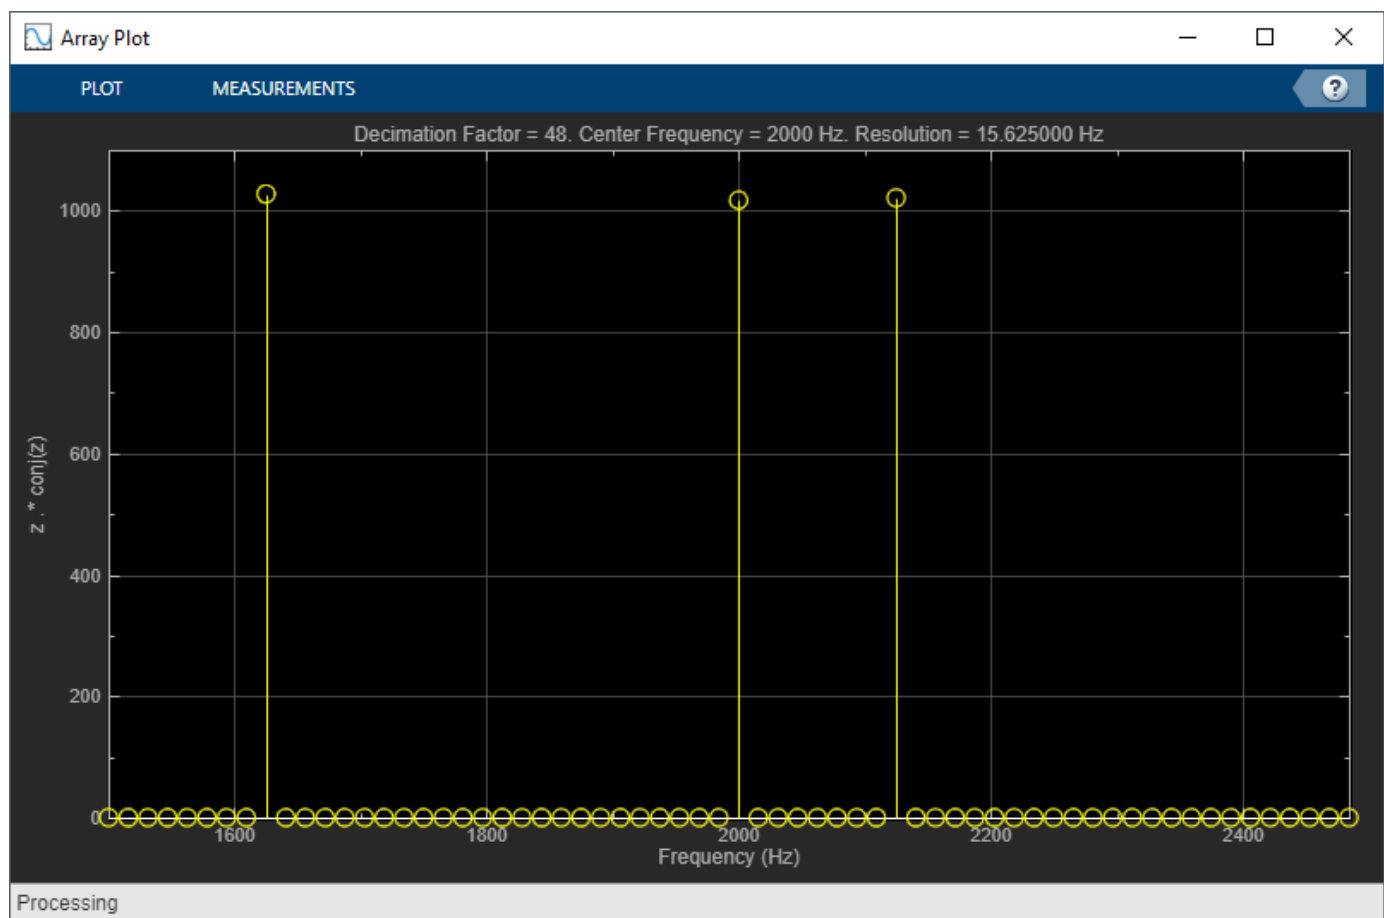 Array Plot
PLOT MEASUREMENTS ?
Decimation Factor = 48. Center Frequency = 2000 Hz. Resolution = 15.625000 Hz
1000
800
600
400
200
0
z .* conj(z)
1600 1800 2000 2200 2400
Frequency (Hz)
Processing